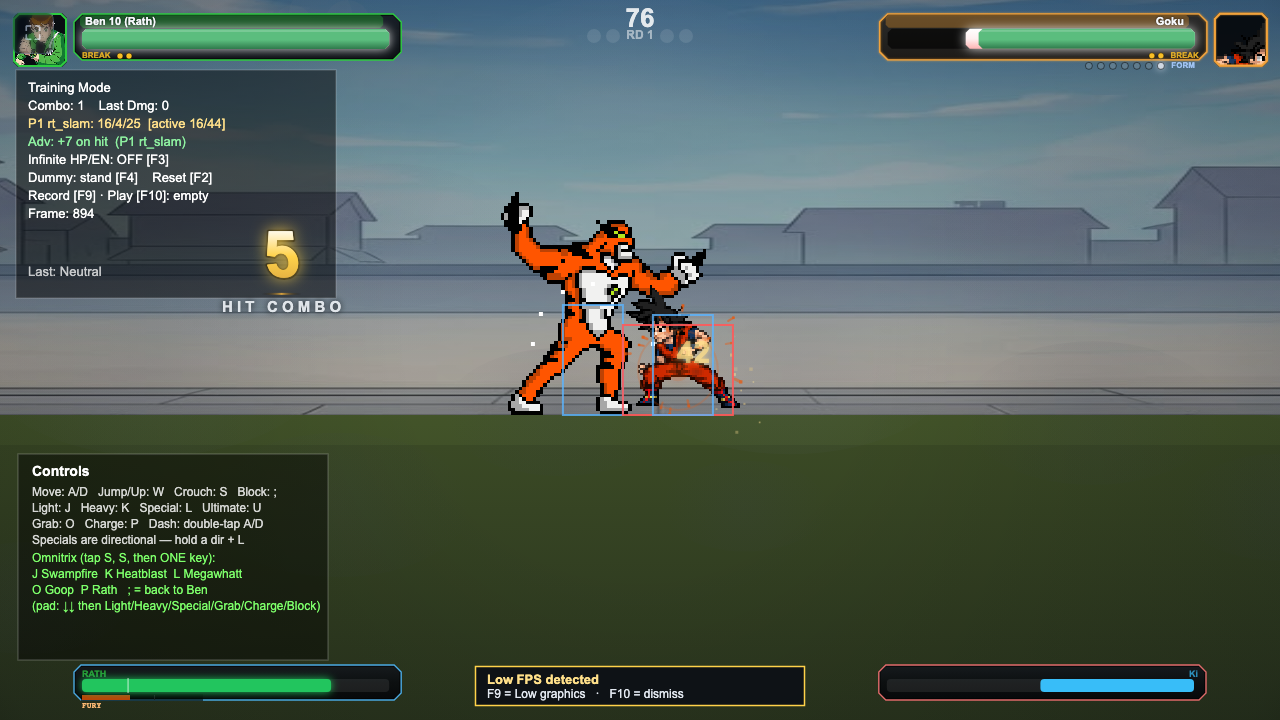 Ben 10 (Rath)
BREAK
76
RD 1
Goku
BREAK
FORM
Training Mode
Combo: 1 Last Dmg: 0
P1 rt_slam: 16/4/25 [active 16/44]
Adv: +7 on hit (P1 rt_slam)
Infinite HP/EN: OFF [F3]
Dummy: stand [F4] Reset [F2]
Record [F9] · Play [F10]: empty
Frame: 894
Last: Neutral
5
HIT COMBO
42
Controls
Move: A/D Jump/Up: W Crouch: S Block: ;
Light: J Heavy: K Special: L Ultimate: U
Grab: O Charge: P Dash: double-tap A/D
Specials are directional — hold a dir + L
Omnitrix (tap S, S, then ONE key):
J Swampfire K Heatblast L Megawhatt
O Goop P Rath ; = back to Ben
(pad: ↓↓ then Light/Heavy/Special/Grab/Charge/Block)
RATH
FURY
Low FPS detected
F9 = Low graphics · F10 = dismiss
Ki